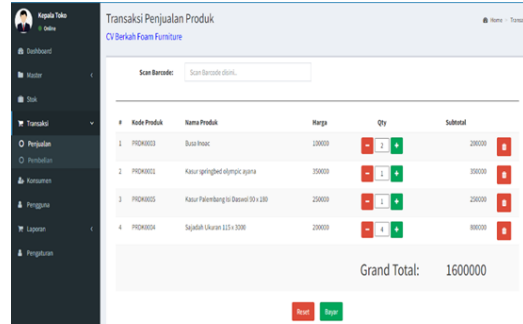 Kepala Toko
Online
Dashboard
Master
Stok
Transaksi
Penjualan
Pembelian
Konsumen
Pengguna
Laporan
Pengaturan
Transaksi Penjualan Produk
CV Berkah Foam Furniture
Home - Transa
Scan Barcode: Scan Barcode disini..
# Kode Produk Nama Produk Harga Qty Subtotal
1 PRDK0003 Busa Inoac 100000 - 2 + 200000
2 PRDK0001 Kasur springbed olympic ayana 350000 - 1 + 350000
3 PRDK0005 Kasur Palembang Isi Daswol 90 x 180 250000 - 1 + 250000
4 PRDK0004 Sejadah Ukuran 115 x 200000 - 4 + 800000
Grand Total: 1600000
Reset Bayar